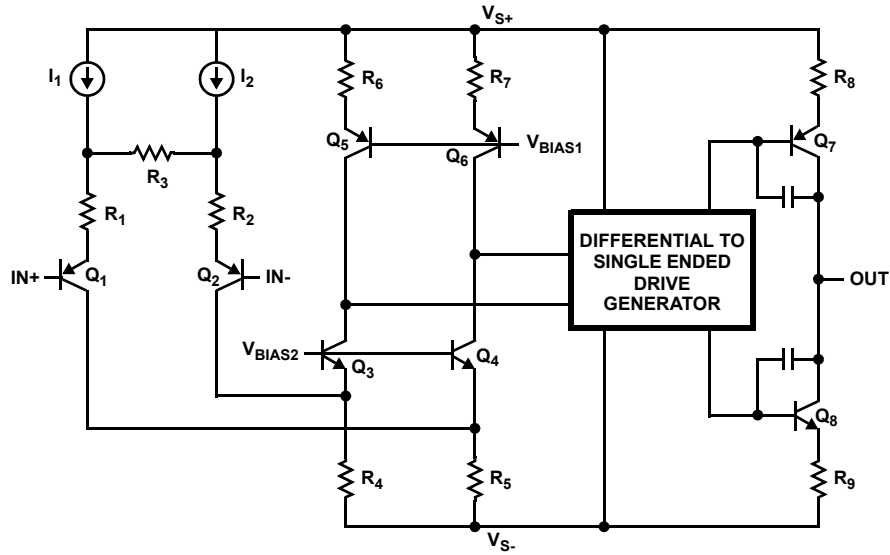 VS+
I1
I2
R6
R7
R8
Q5
Q6
VBIAS1
Q7
R3
R1
R2
DIFFERENTIAL TO
SINGLE ENDED
DRIVE
GENERATOR
IN+
Q1
Q2
IN-
OUT
VBIAS2
Q3
Q4
Q8
R4
R5
R9
VS-